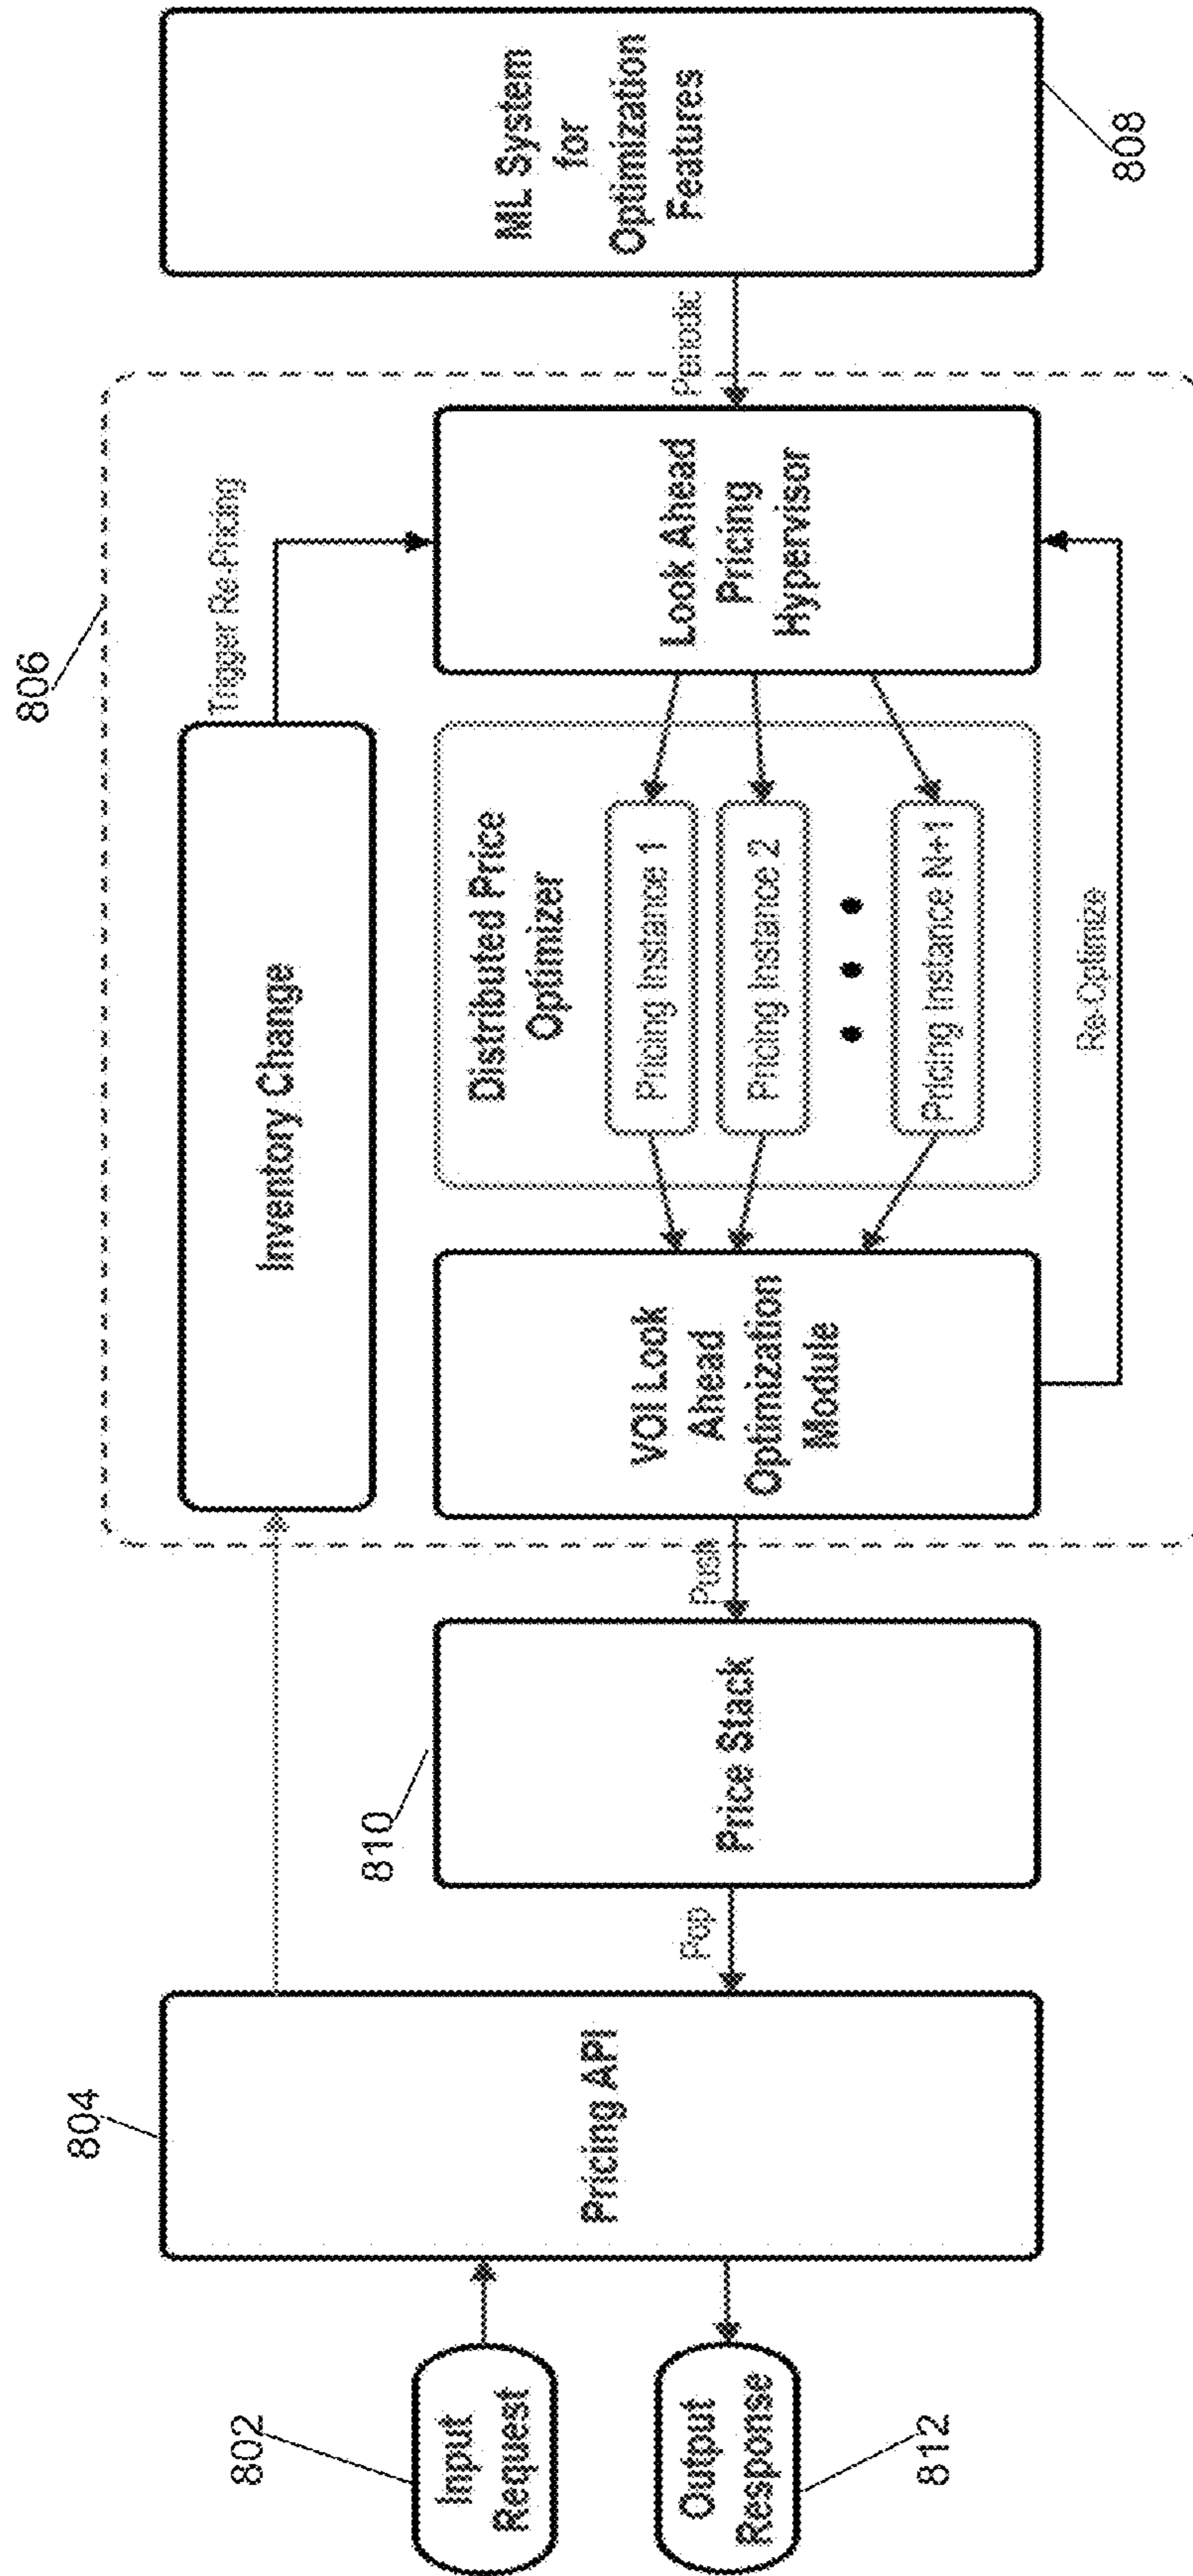 802
Input
Request
Output
Response
812
804
Pricing API
Pop
810
Price Stack
Push
806
Inventory Change
Trigger Re-Pricing
VOI Look
Ahead
Optimization
Module
Distributed Price
Optimizer
Pricing Instance 1
Pricing Instance 2
Pricing Instance N+1
Re-Optimize
Look Ahead
Pricing
Hypervisor
Periodic
ML System
for
Optimization
Features
808